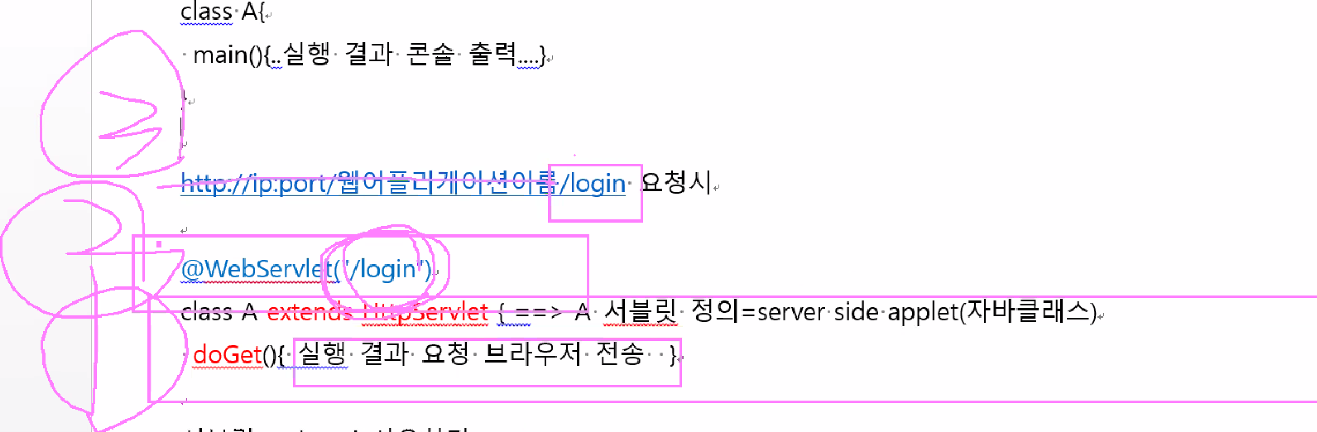 class A{
main(){..실행 결과 콘솔 출력....}
}
http://ip:port/웹어플리케이션이름/login 요청시
@WebServlet("/login")
class A extends HttpServlet { ==> A 서블릿 정의=server side applet(자바클래스)
doGet(){ 실행 결과 요청 브라우저 전송 }
3
2
1